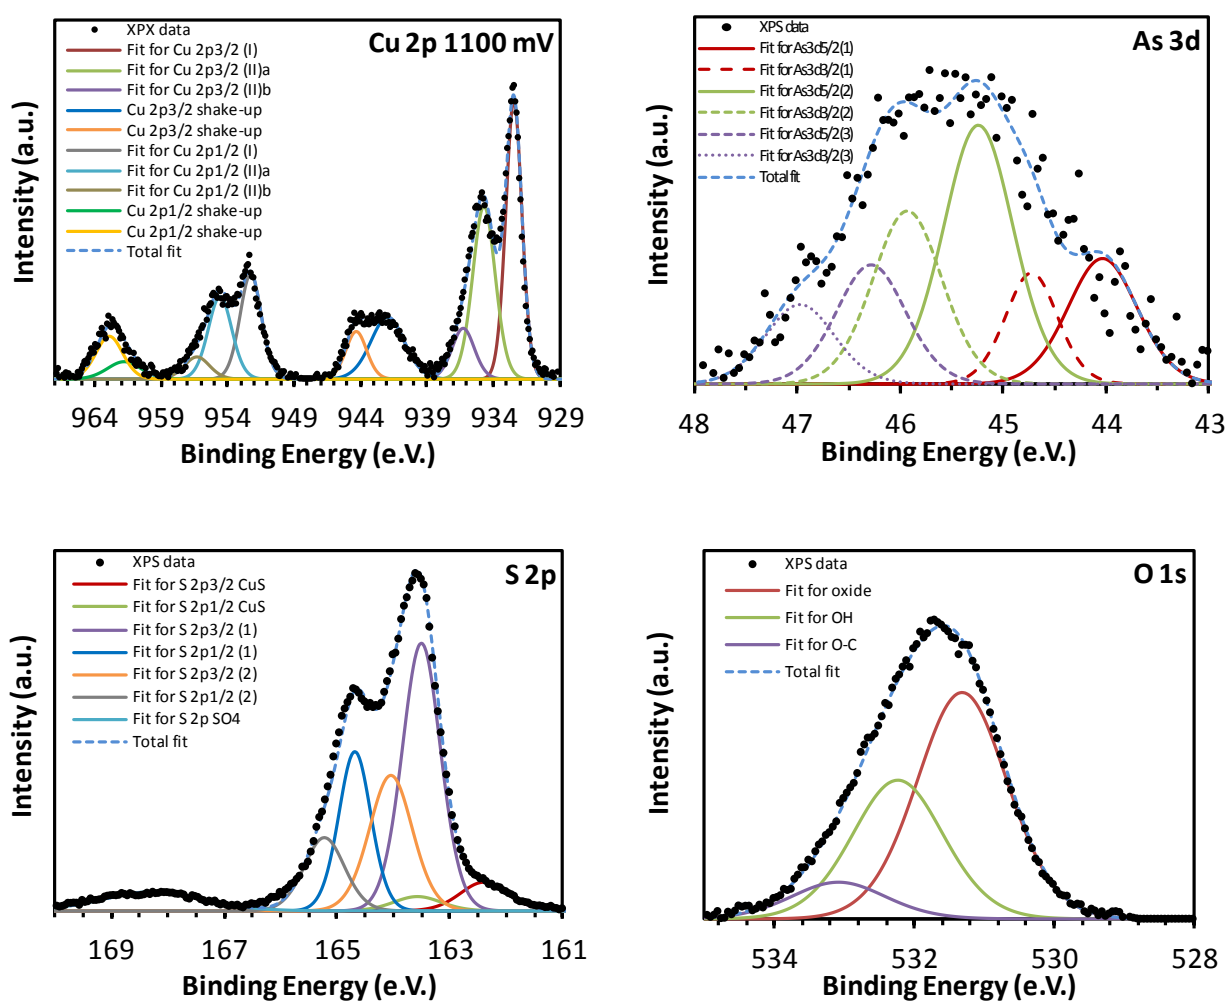 XPX data
Fit for Cu 2p3/2 (I)
Fit for Cu 2p3/2 (II)a
Fit for Cu 2p3/2 (II)b
Cu 2p3/2 shake-up
Cu 2p3/2 shake-up
Fit for Cu 2p1/2 (I)
Fit for Cu 2p1/2 (II)a
Fit for Cu 2p1/2 (II)b
Cu 2p1/2 shake-up
Cu 2p1/2 shake-up
Total fit
Cu 2p 1100 mV
Intensity (a.u.)
964 959 954 949 944 939 934 929
Binding Energy (e.V.)
XPS data
Fit for As3d5/2(1)
Fit for As3d3/2(1)
Fit for As3d5/2(2)
Fit for As3d3/2(2)
Fit for As3d5/2(3)
Fit for As3d3/2(3)
Total fit
As 3d
Intensity (a.u.)
48 47 46 45 44 43
Binding Energy (e.V.)
XPS data
Fit for S 2p3/2 CuS
Fit for S 2p1/2 CuS
Fit for S 2p3/2 (1)
Fit for S 2p1/2 (1)
Fit for S 2p3/2 (2)
Fit for S 2p1/2 (2)
Fit for S 2p SO4
Total fit
S 2p
Intensity (a.u.)
169 167 165 163 161
Binding Energy (e.V.)
XPS data
Fit for oxide
Fit for OH
Fit for O-C
Total fit
O 1s
Intensity (a.u.)
534 532 530 528
Binding Energy (e.V.)